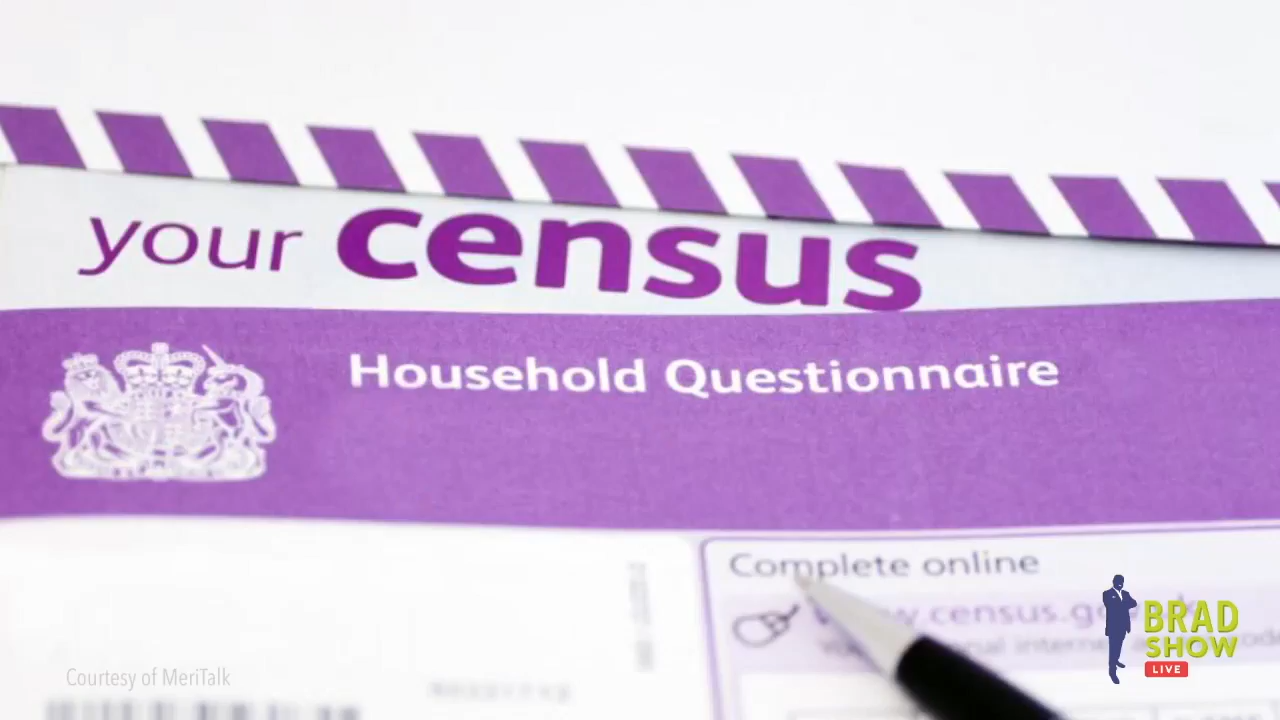 your census
Household Questionnaire
Complete online
Courtesy of MeriTalk
BRAD
SHOW
LIVE